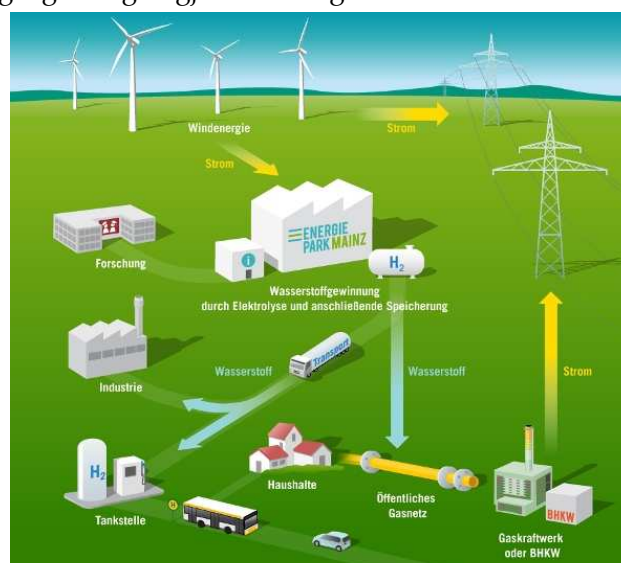 Windenergie
Strom
Strom
ENERGIE
PARK MAINZ
i
Forschung
H2
Wasserstoffgewinnung
durch Elektrolyse und anschließende Speicherung
Transport
Industrie
Wasserstoff
Wasserstoff
Strom
H2
Haushalte
Öffentliches
Gasnetz
BHKW
Tankstelle
Gaskraftwerk
oder BHKW